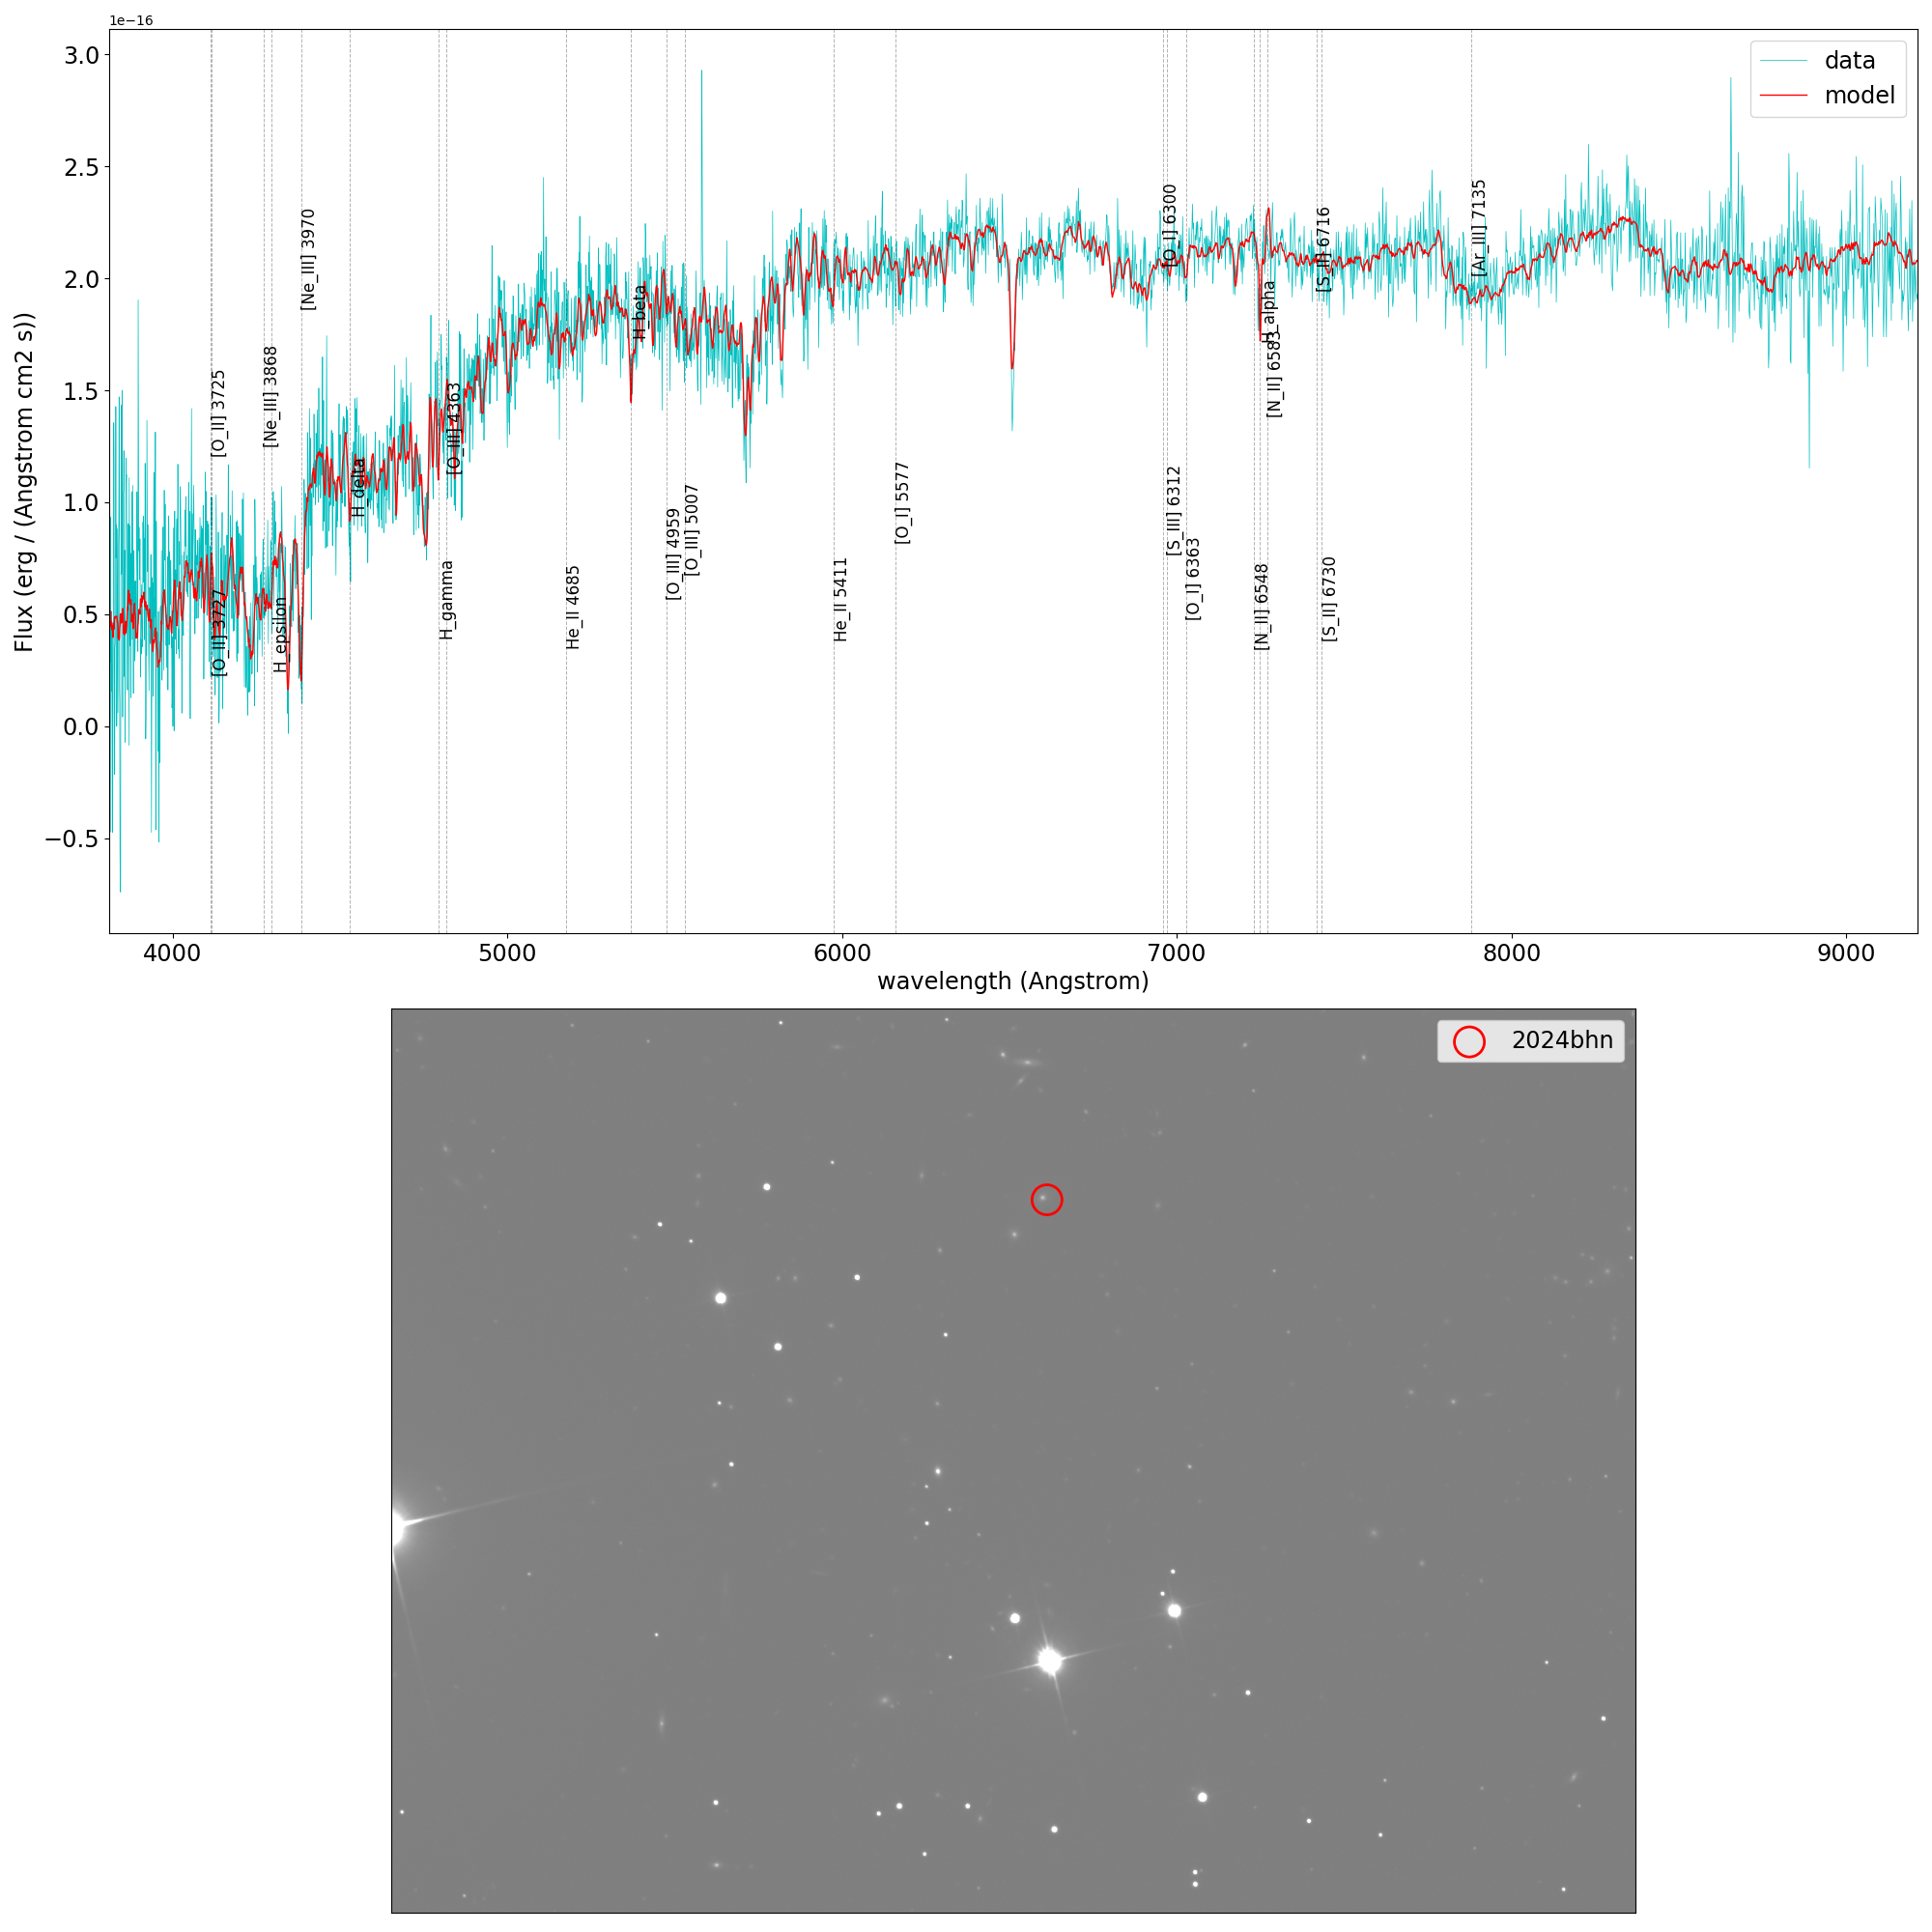 1e−16
3.0
2.5
2.0
1.5
1.0
0.5
0.0
−0.5
Flux (erg / (Angstrom cm2 s))
data
model
[O_II] 3725
[O_II] 3727
[Ne_III] 3868
H_epsilon
[Ne_III] 3970
H_delta
H_gamma
[O_III] 4363
He_II 4685
H_beta
[O_III] 4959
[O_III] 5007
He_II 5411
[O_I] 5577
[O_I] 6300
[S_III] 6312
[O_I] 6363
[N_II] 6548
H_alpha
[N_II] 6583
[S_II] 6716
[S_II] 6730
[Ar_III] 7135
4000
5000
6000
7000
8000
9000
wavelength (Angstrom)
2024bhn